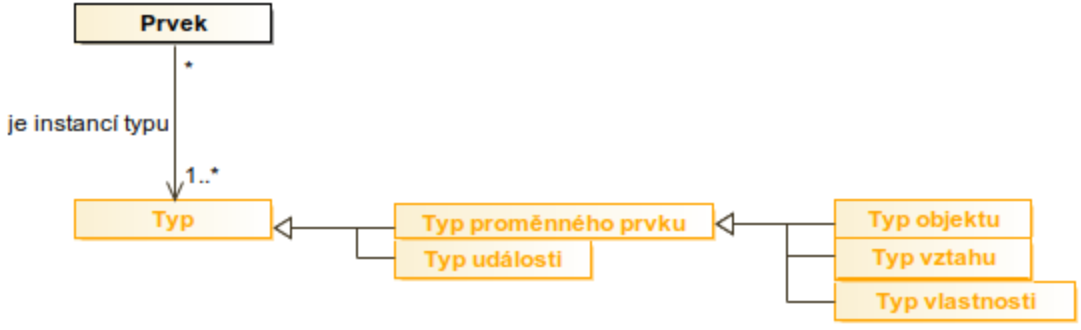 Prvek
*
je instancí typu
1..*
Typ
Typ proměnného prvku
Typ události
Typ objektu
Typ vztahu
Typ vlastnosti